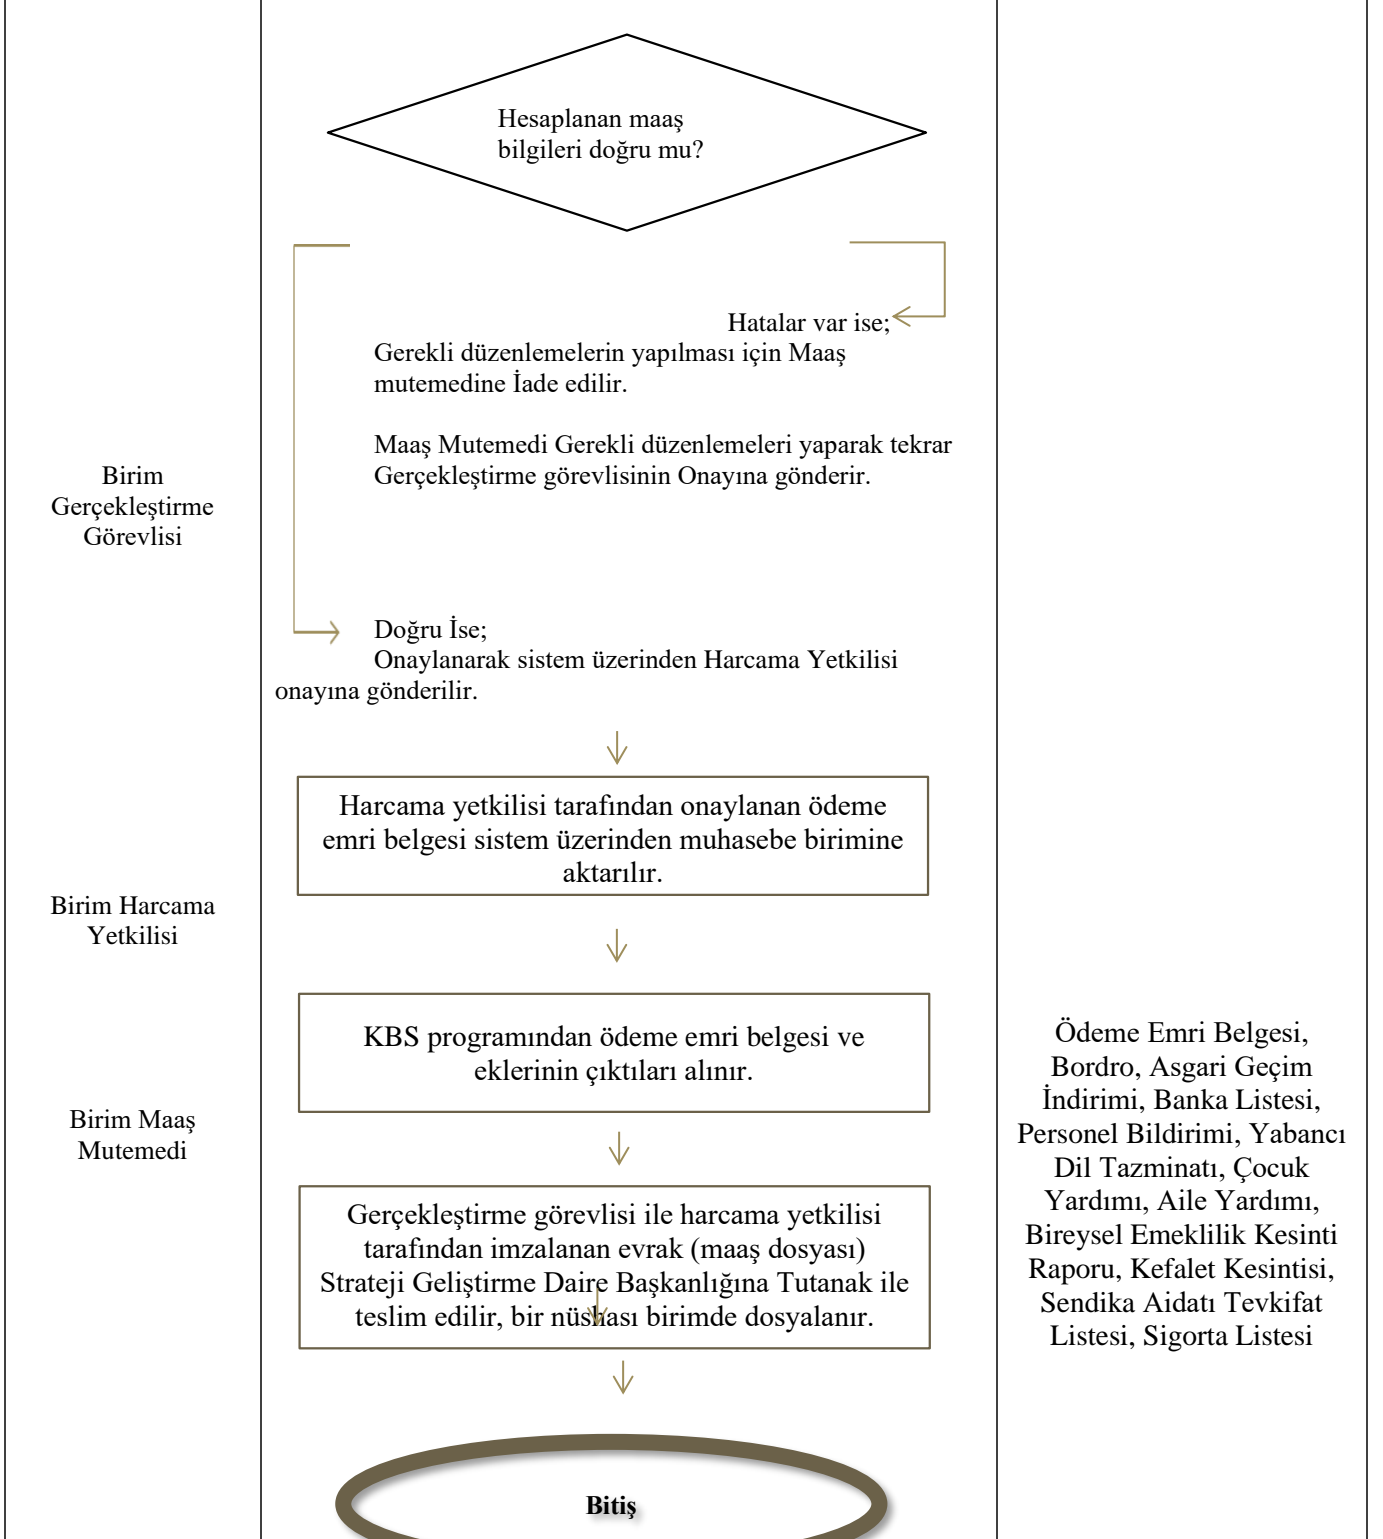 Hesaplanan maaş
bilgileri doğru mu?
Hatalar var ise;
Gerekli düzenlemelerin yapılması için Maaş
mutemedine İade edilir.
Maaş Mutemedi Gerekli düzenlemeleri yaparak tekrar
Gerçekleştirme görevlisinin Onayına gönderir.
Birim
Gerçekleştirme
Görevlisi
Doğru İse;
Onaylanarak sistem üzerinden Harcama Yetkilisi
onayına gönderilir.
Harcama yetkilisi tarafından onaylanan ödeme
emri belgesi sistem üzerinden muhasebe birimine
aktarılır.
Birim Harcama
Yetkilisi
KBS programından ödeme emri belgesi ve
eklerinin çıktıları alınır.
Birim Maaş
Mutemedi
Gerçekleştirme görevlisi ile harcama yetkilisi
tarafından imzalanan evrak (maaş dosyası)
Strateji Geliştirme Daire Başkanlığına Tutanak ile
teslim edilir, bir nüshası birimde dosyalanır.
Ödeme Emri Belgesi,
Bordro, Asgari Geçim
İndirimi, Banka Listesi,
Personel Bildirimi, Yabancı
Dil Tazminatı, Çocuk
Yardımı, Aile Yardımı,
Bireysel Emeklilik Kesinti
Raporu, Kefalet Kesintisi,
Sendika Aidatı Tevkifat
Listesi, Sigorta Listesi
Bitiş